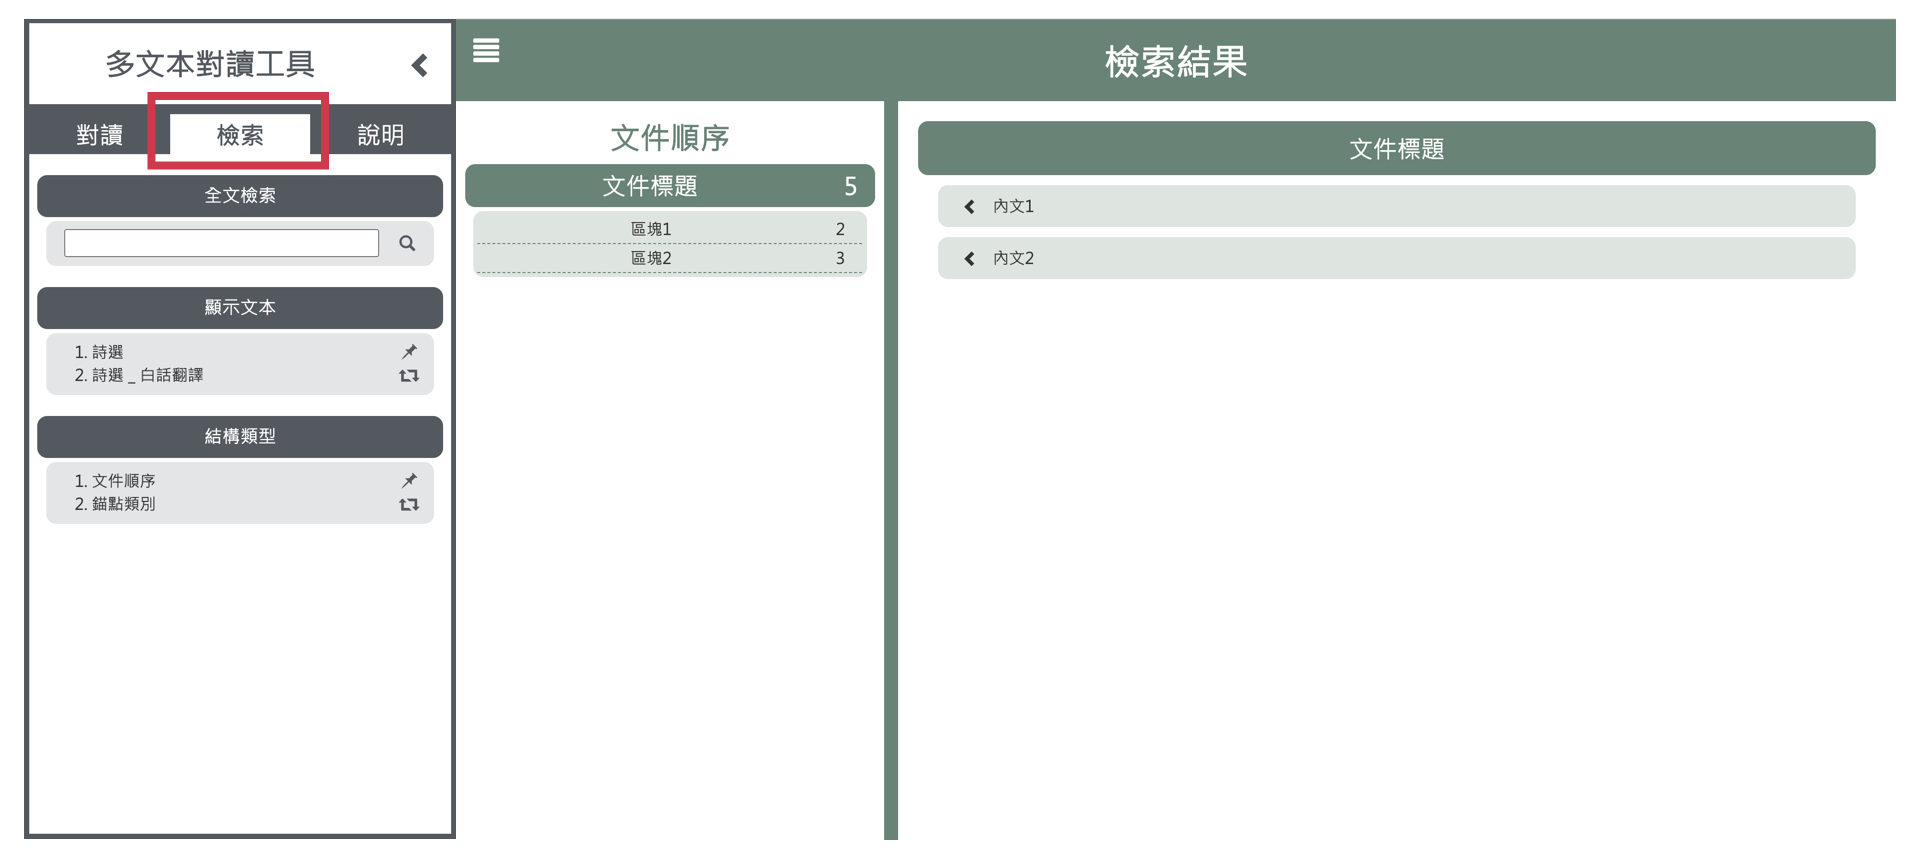 多文本對讀工具
對讀
檢索
說明
全文檢索
顯示文本
1. 詩選
2. 詩選 _ 白話翻譯
結構類型
1. 文件順序
2. 錨點類別
檢索結果
文件順序
文件標題 5
區塊1 2
區塊2 3
文件標題
內文1
內文2